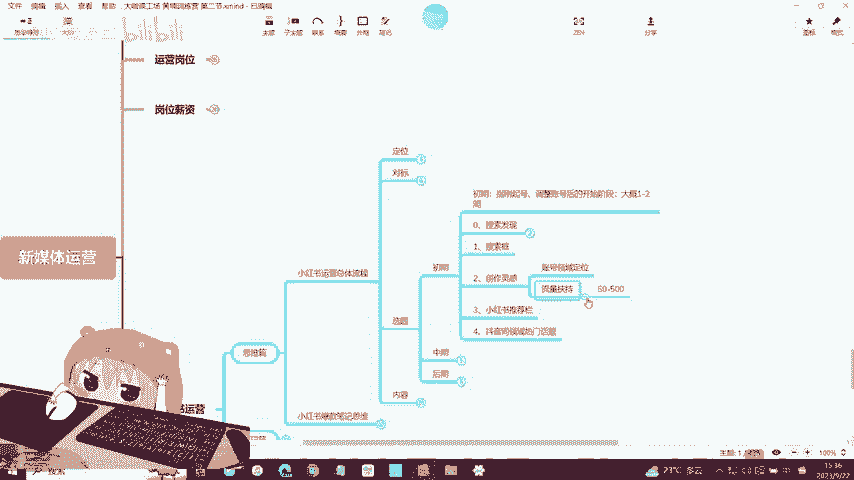 文件 编辑 插入 查看 帮助
大咖诚工场 黄领训练营 第二节.xmind - 已编辑
主题 子主题 联系 概要 外框 笔记
ZEN
分享
图标 格式
bilibili
运营岗位
岗位薪资
新媒体运营
思维篇
小红书运营总体流程
定位
对标
选题
初期
初期：指刚起号、调整账号后的开始阶段：大概1-2
周
0、搜索发现
1、搜索框
2、创作灵感
账号领域定位
流量扶持
50-500
3、小红书推荐栏
4、抖音同领域热门话题
中期
后期
内容
小红书爆款笔记思维
书运营
100%
23°C 多云
15:36
2023/9/22